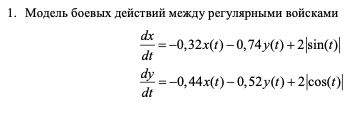 1. Модель боевых действий между регулярными войсками
dx/dt = −0,32x(t) − 0,74y(t) + 2|sin(t)|
dy/dt = −0,44x(t) − 0,52y(t) + 2|cos(t)|